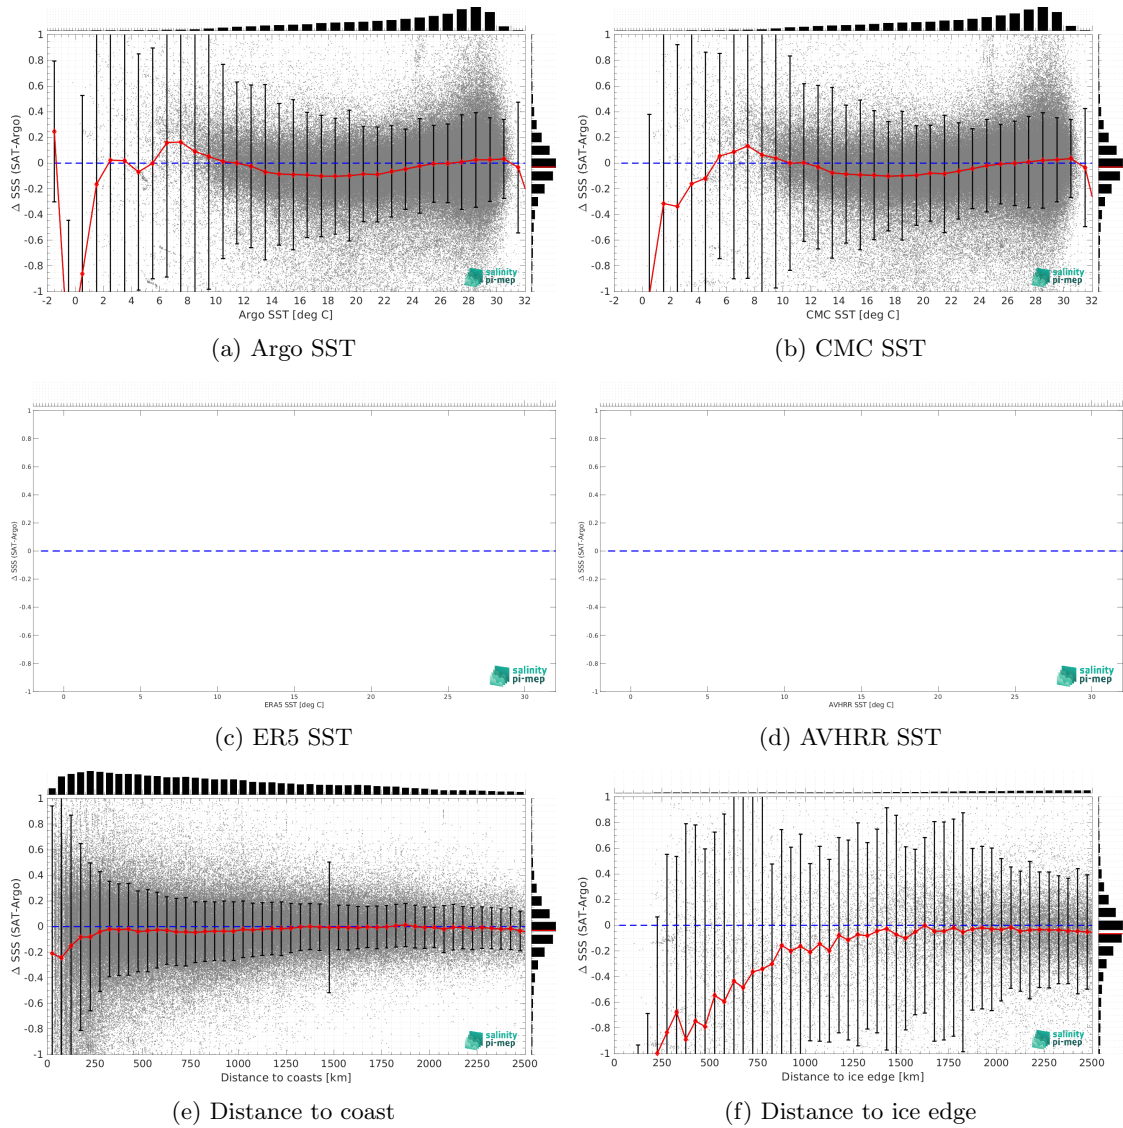 1
0.8
0.6
0.4
0.2
0
-0.2
-0.4
-0.6
-0.8
-1
Δ SSS (SAT-Argo)
-2 0 2 4 6 8 10 12 14 16 18 20 22 24 26 28 30 32
Argo SST [deg C]
salinity
pi-mep
(a) Argo SST
1
0.8
0.6
0.4
0.2
0
-0.2
-0.4
-0.6
-0.8
-1
Δ SSS (SAT-Argo)
-2 0 2 4 6 8 10 12 14 16 18 20 22 24 26 28 30 32
CMC SST [deg C]
salinity
pi-mep
(b) CMC SST
1
0.8
0.6
0.4
0.2
0
-0.2
-0.4
-0.6
-0.8
-1
Δ SSS (SAT-Argo)
0 5 10 15 20 25 30
ERA5 SST [deg C]
salinity
pi-mep
(c) ER5 SST
1
0.8
0.6
0.4
0.2
0
-0.2
-0.4
-0.6
-0.8
-1
Δ SSS (SAT-Argo)
0 5 10 15 20 25 30
AVHRR SST [deg C]
salinity
pi-mep
(d) AVHRR SST
1
0.8
0.6
0.4
0.2
0
-0.2
-0.4
-0.6
-0.8
-1
Δ SSS (SAT-Argo)
0 250 500 750 1000 1250 1500 1750 2000 2250 2500
Distance to coasts [km]
salinity
pi-mep
(e) Distance to coast
1
0.8
0.6
0.4
0.2
0
-0.2
-0.4
-0.6
-0.8
-1
Δ SSS (SAT-Argo)
0 250 500 750 1000 1250 1500 1750 2000 2250 2500
Distance to ice edge [km]
salinity
pi-mep
(f) Distance to ice edge